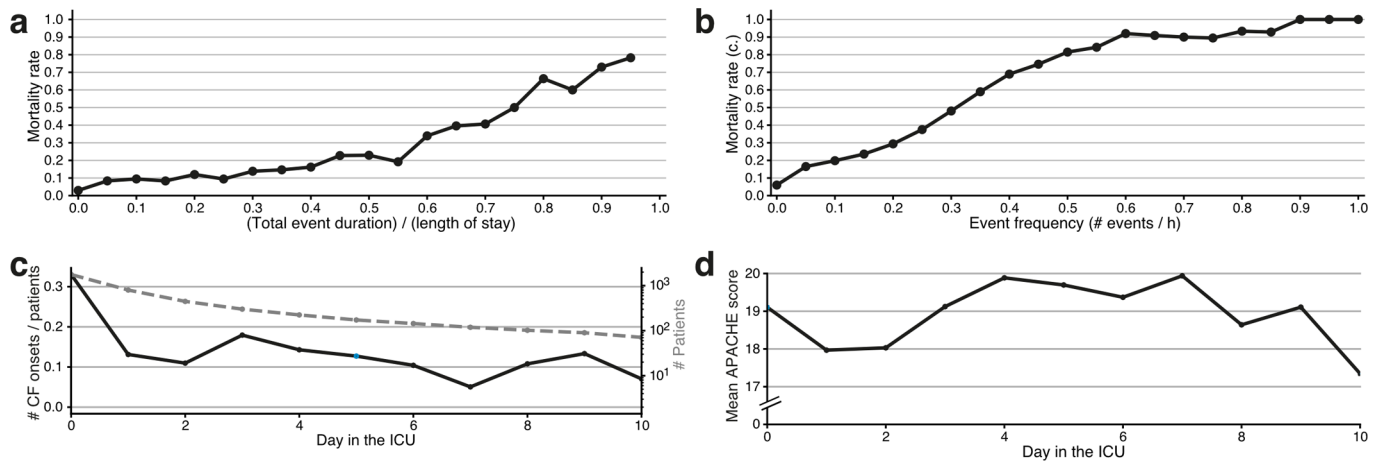 a
Mortality rate
1.0
0.9
0.8
0.7
0.6
0.5
0.4
0.3
0.2
0.1
0.0
0.0 0.1 0.2 0.3 0.4 0.5 0.6 0.7 0.8 0.9 1.0
(Total event duration) / (length of stay)
b
Mortality rate (c.)
1.0
0.9
0.8
0.7
0.6
0.5
0.4
0.3
0.2
0.1
0.0
0.0 0.1 0.2 0.3 0.4 0.5 0.6 0.7 0.8 0.9 1.0
Event frequency (# events / h)
c
# CF onsets / patients
0.3
0.2
0.1
0.0
10³
10²
10¹
# Patients
0 2 4 6 8 10
Day in the ICU
d
Mean APACHE score
20
19
18
17
0
0 2 4 6 8 10
Day in the ICU